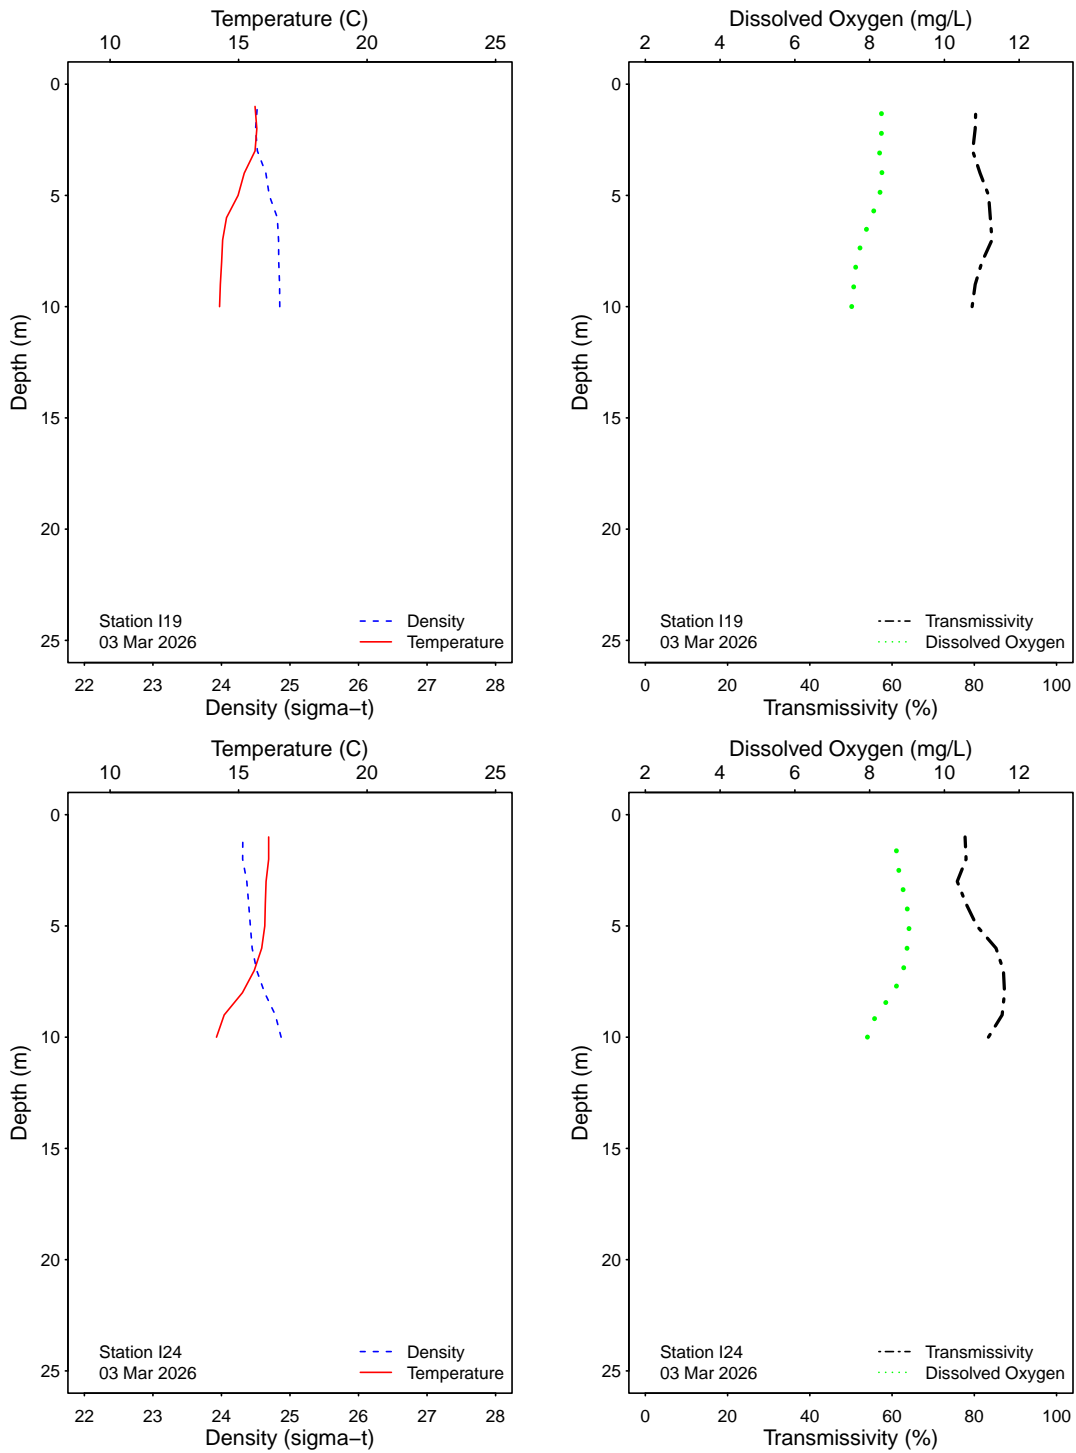 Temperature (C)
10 15 20 25
0
5
10
15
20
25
Depth (m)
Station I19
03 Mar 2026
Density
Temperature
22 23 24 25 26 27 28
Density (sigma−t)
Dissolved Oxygen (mg/L)
2 4 6 8 10 12
0
5
10
15
20
25
Depth (m)
Station I19
03 Mar 2026
Transmissivity
Dissolved Oxygen
0 20 40 60 80 100
Transmissivity (%)
Temperature (C)
10 15 20 25
0
5
10
15
20
25
Depth (m)
Station I24
03 Mar 2026
Density
Temperature
22 23 24 25 26 27 28
Density (sigma−t)
Dissolved Oxygen (mg/L)
2 4 6 8 10 12
0
5
10
15
20
25
Depth (m)
Station I24
03 Mar 2026
Transmissivity
Dissolved Oxygen
0 20 40 60 80 100
Transmissivity (%)